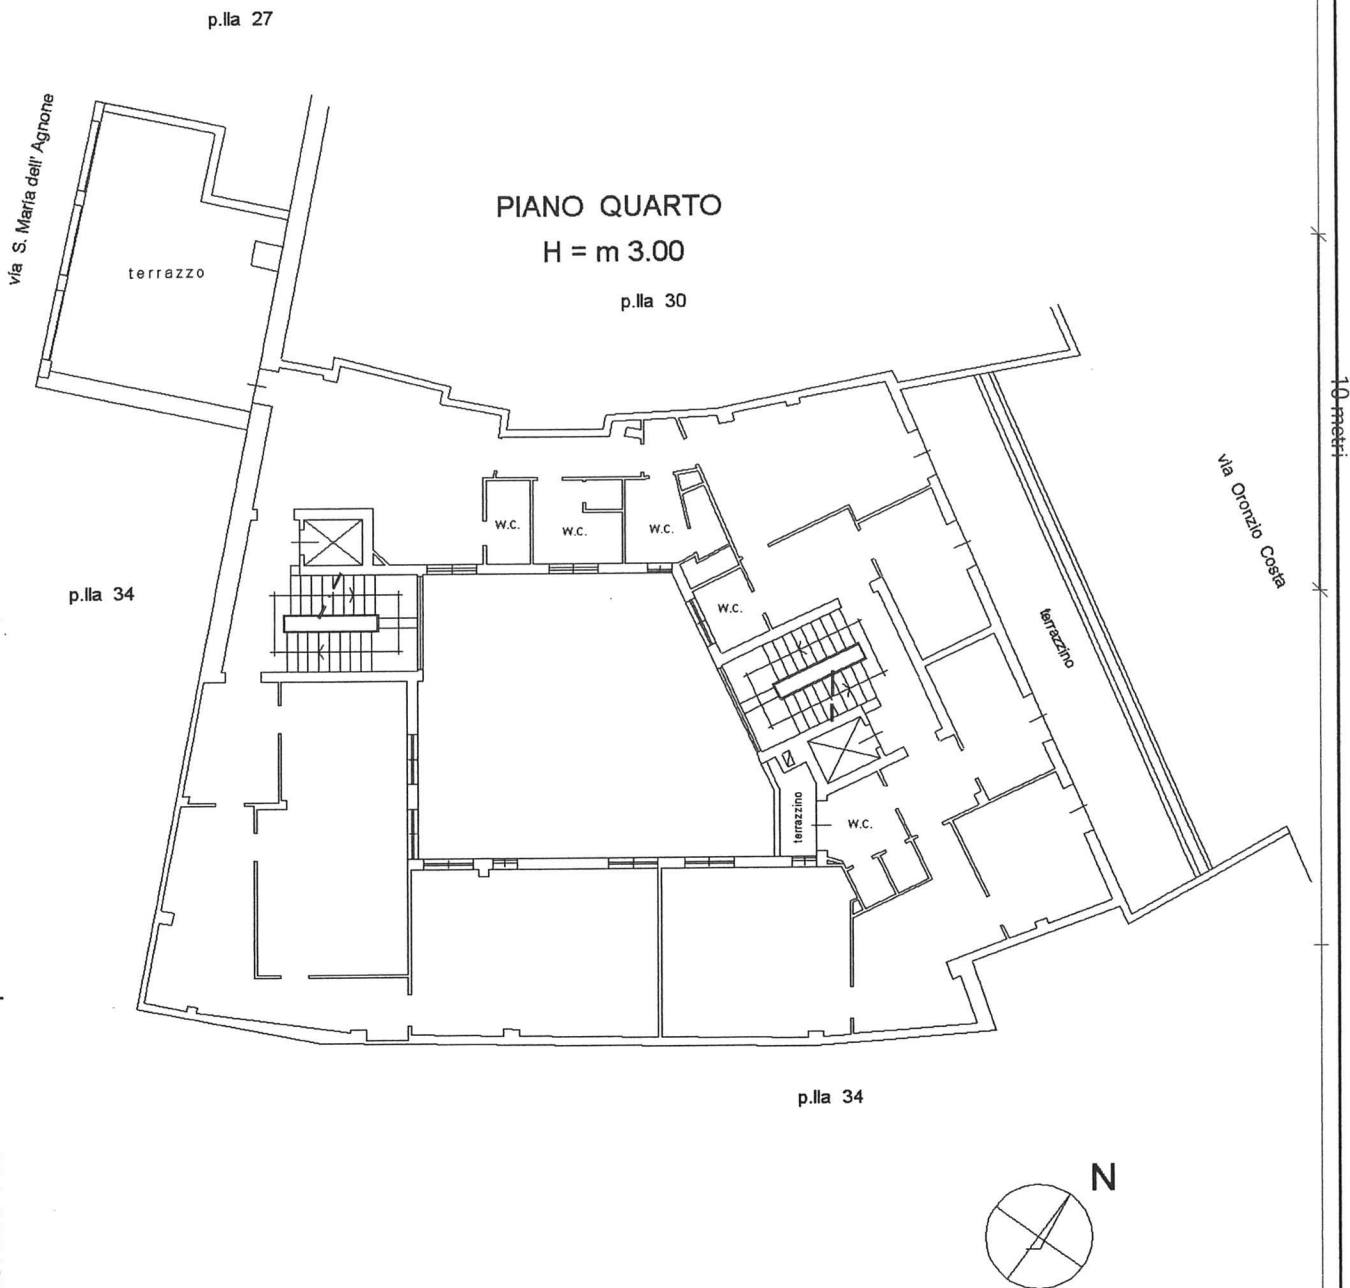 p.lla 27
via S. Maria dell' Agnone
PIANO QUARTO
H = m 3.00
terrazzo
p.lla 30
10 metri
via Oronzio Costa
w.c.
w.c.
w.c.
p.lla 34
w.c.
terrazzino
terrazzino
w.c.
p.lla 34
N